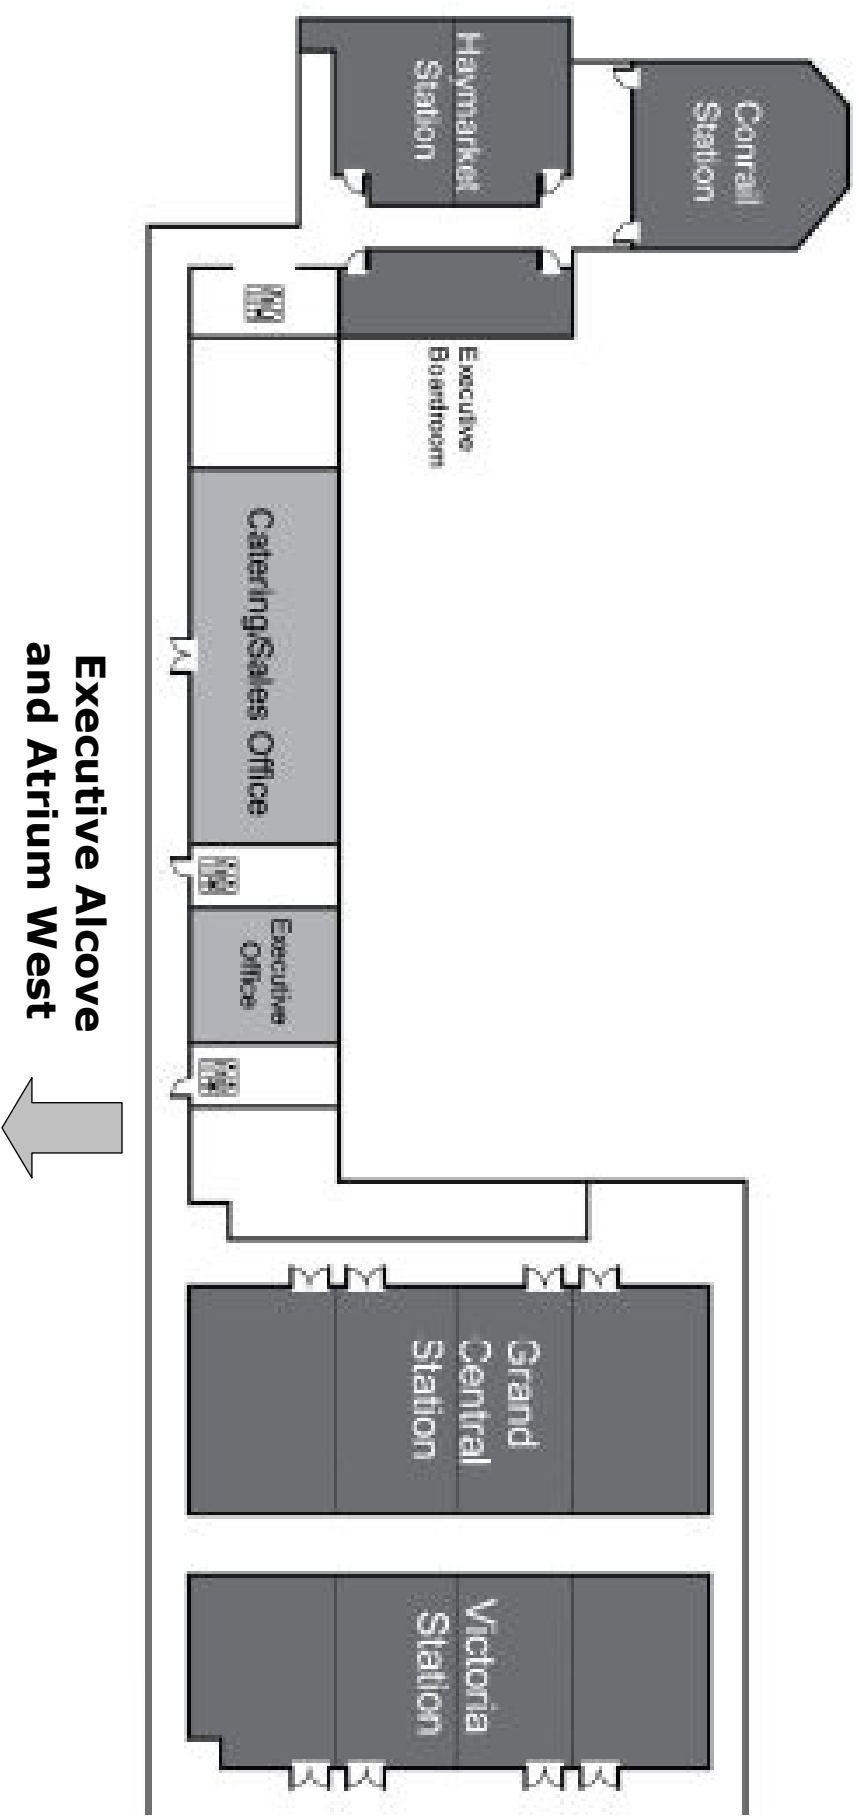 Haymarket
Station
Conrail
Station
Executive
Boardroom
Catering/Sales Office
Executive
Office
Executive Alcove
and Atrium West
Grand
Central
Station
Victoria
Station